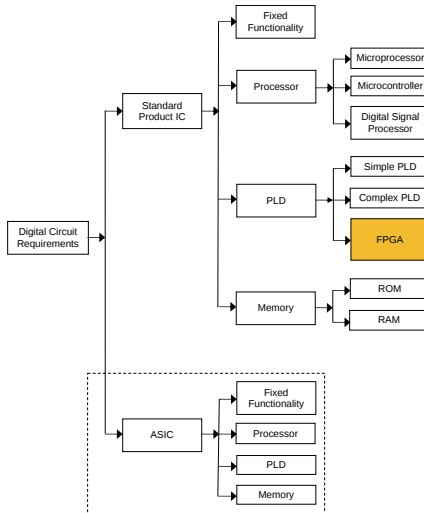 Fixed
Functionality
Microprocessor
Processor
Microcontroller
Standard
Product IC
Digital Signal
Processor
Simple PLD
PLD
Complex PLD
Digital Circuit
Requirements
FPGA
ROM
Memory
RAM
Fixed
Functionality
ASIC
Processor
PLD
Memory